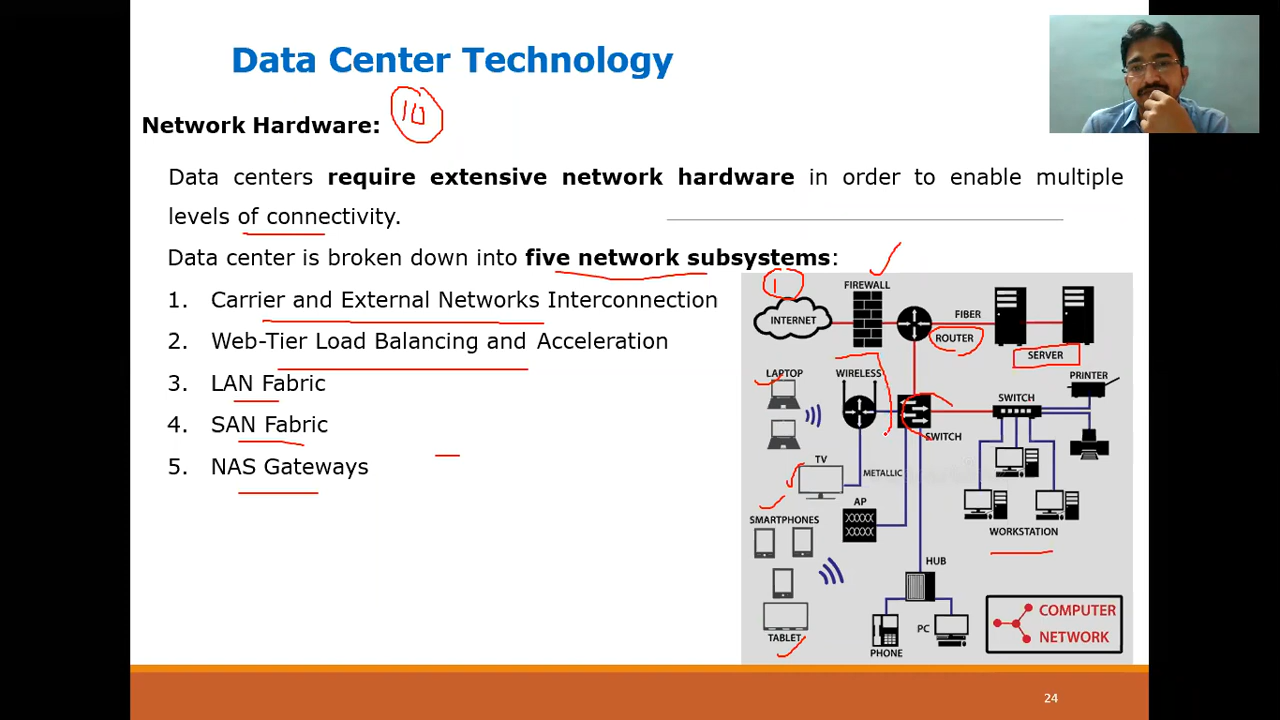 Data Center Technology
Network Hardware:
10
Data centers require extensive network hardware in order to enable multiple
levels of connectivity.
Data center is broken down into five network subsystems:
1. Carrier and External Networks Interconnection
2. Web-Tier Load Balancing and Acceleration
3. LAN Fabric
4. SAN Fabric
5. NAS Gateways
1
FIREWALL
INTERNET
FIBER
ROUTER
SERVER
LAPTOP
WIRELESS
PRINTER
SWITCH
SWITCH
TV
METALLIC
AP
SMARTPHONES
WORKSTATION
HUB
TABLET
PHONE
PC
COMPUTER
NETWORK
24